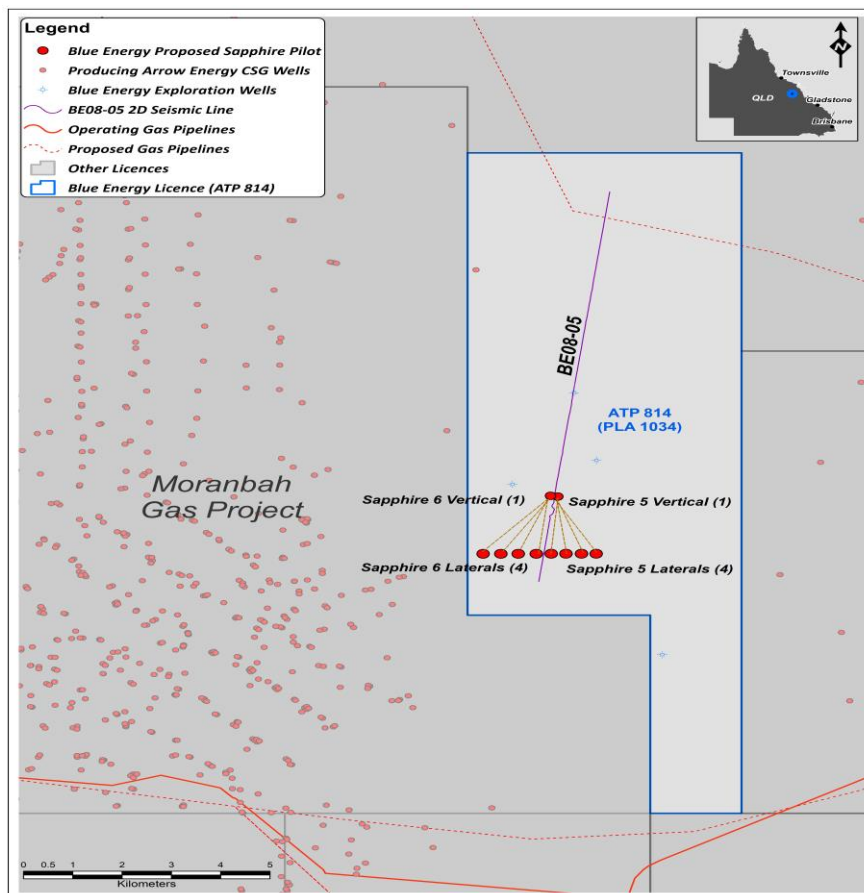 Legend
Blue Energy Proposed Sapphire Pilot
Producing Arrow Energy CSG Wells
Blue Energy Exploration Wells
BE08-05 2D Seismic Line
Operating Gas Pipelines
Proposed Gas Pipelines
Other Licences
Blue Energy Licence (ATP 814)
N
Townsville
QLD
Gladstone
Brisbane
BE08-05
ATP 814
(PLA 1034)
Moranbah
Gas Project
Sapphire 6 Vertical (1)
Sapphire 5 Vertical (1)
Sapphire 6 Laterals (4)
Sapphire 5 Laterals (4)
0 0.5 1 2 3 4 5
Kilometers